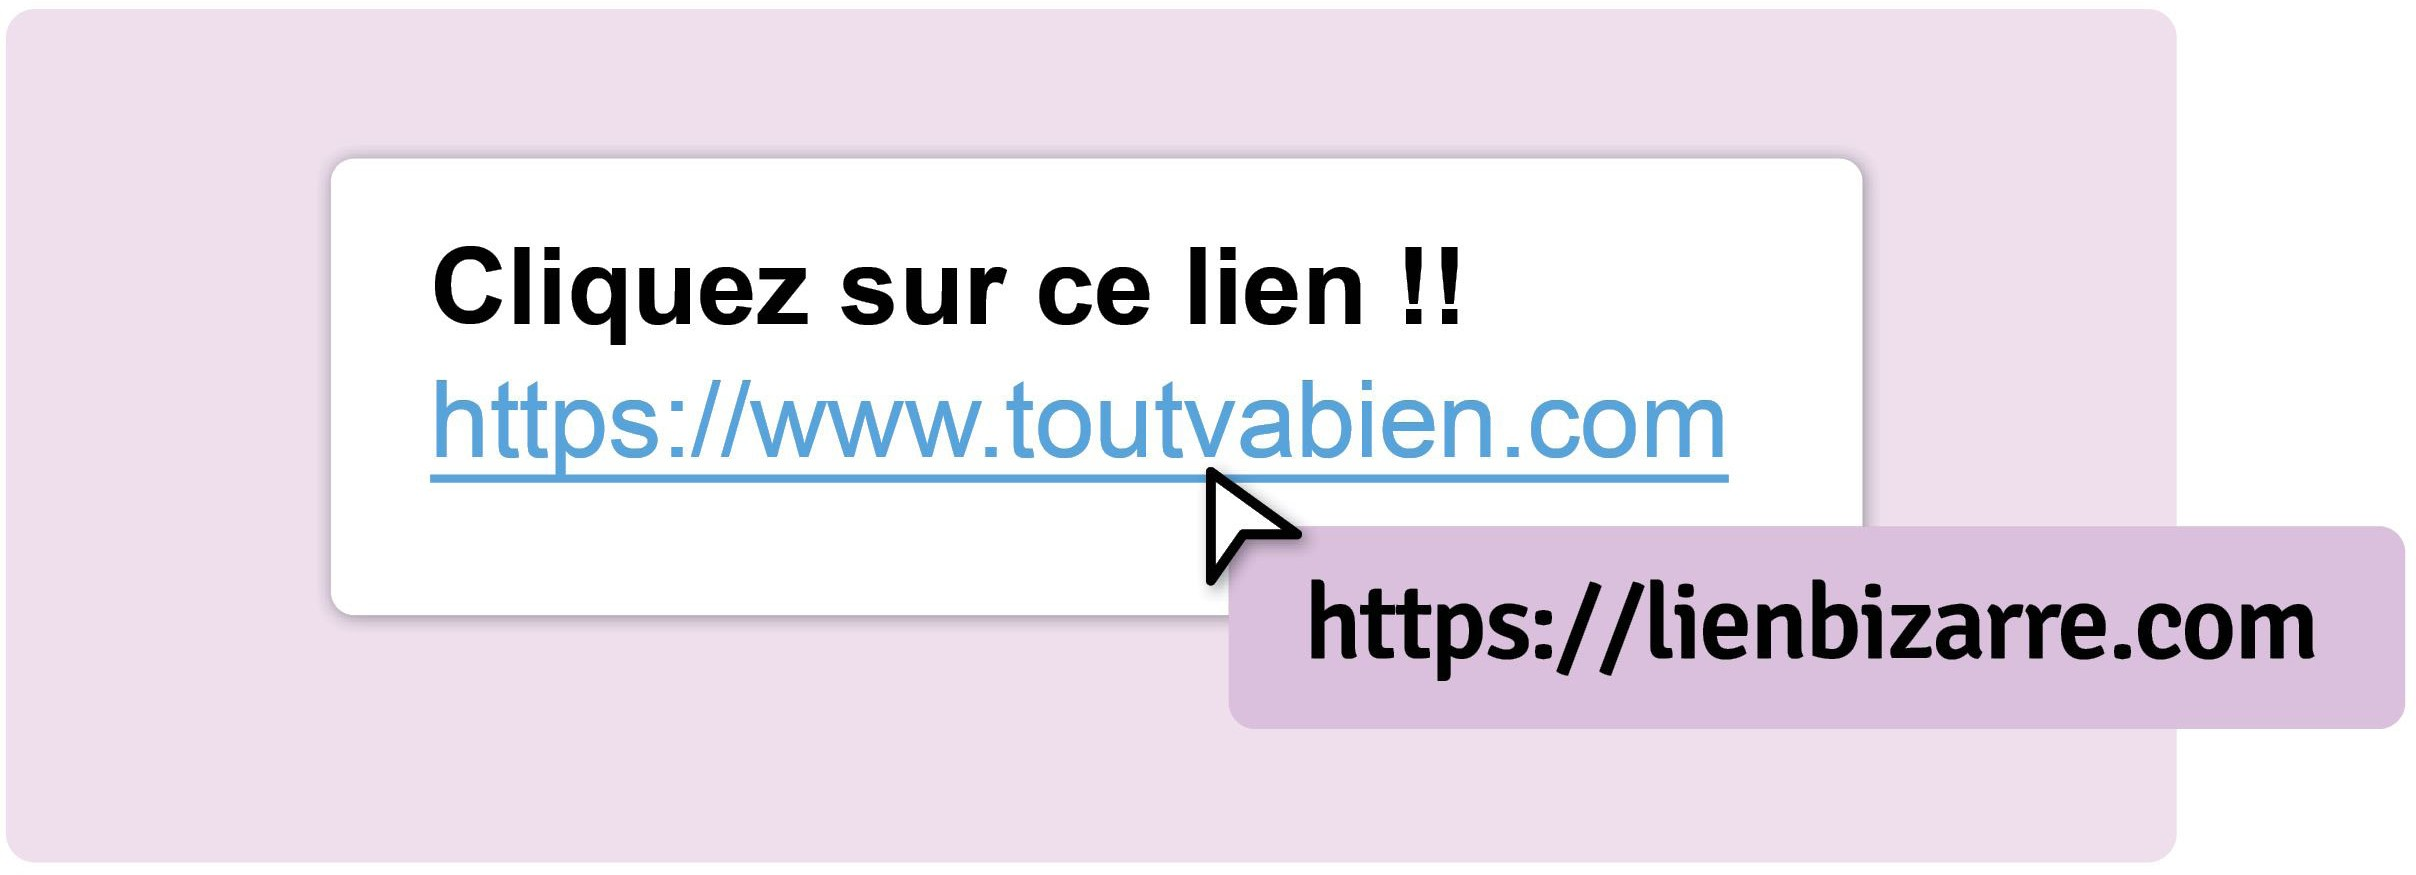 Cliquez sur ce lien !!
https://www.toutvabien.com
https://lienbizarre.com